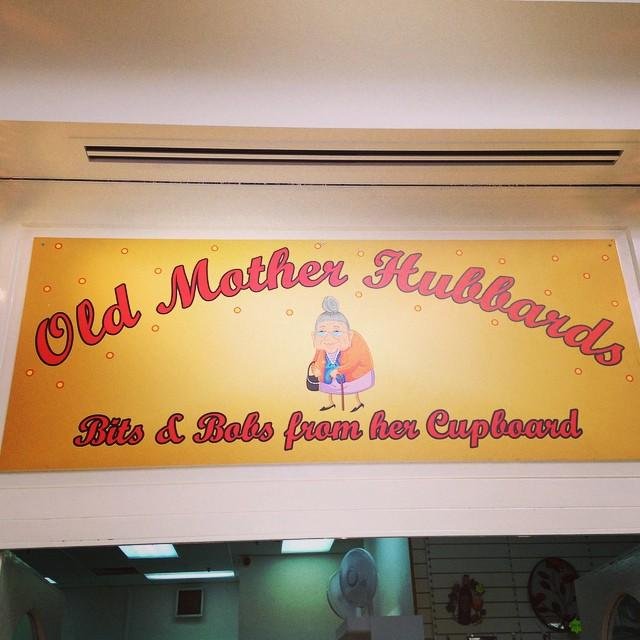 Old Mother Hubbards
Bits & Bobs from her Cupboard